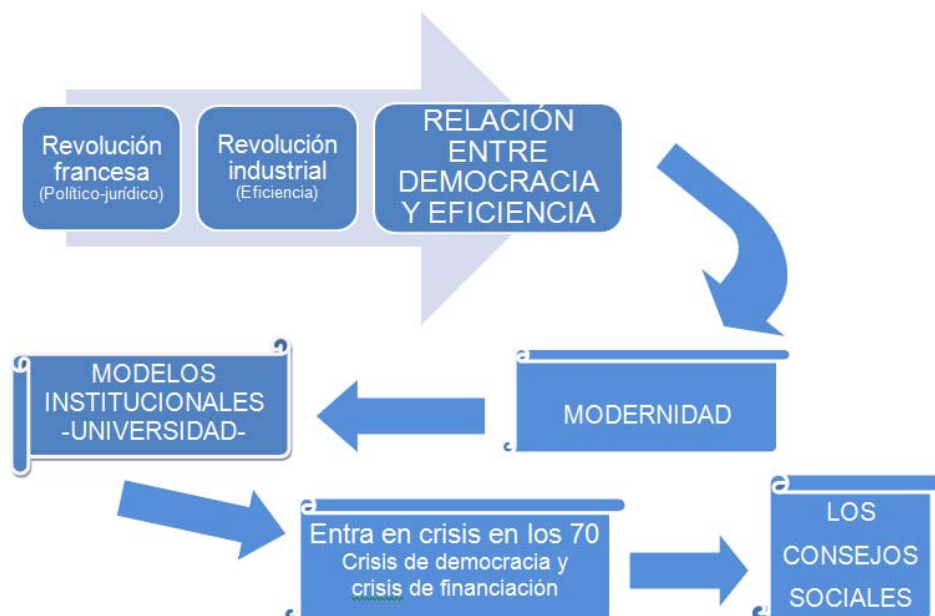 Revolución
francesa
(Político-jurídico)
Revolución
industrial
(Eficiencia)
RELACIÓN
ENTRE
DEMOCRACIA
Y EFICIENCIA
MODERNIDAD
MODELOS
INSTITUCIONALES
-UNIVERSIDAD-
Entra en crisis en los 70
Crisis de democracia y
crisis de financiación
LOS
CONSEJOS
SOCIALES